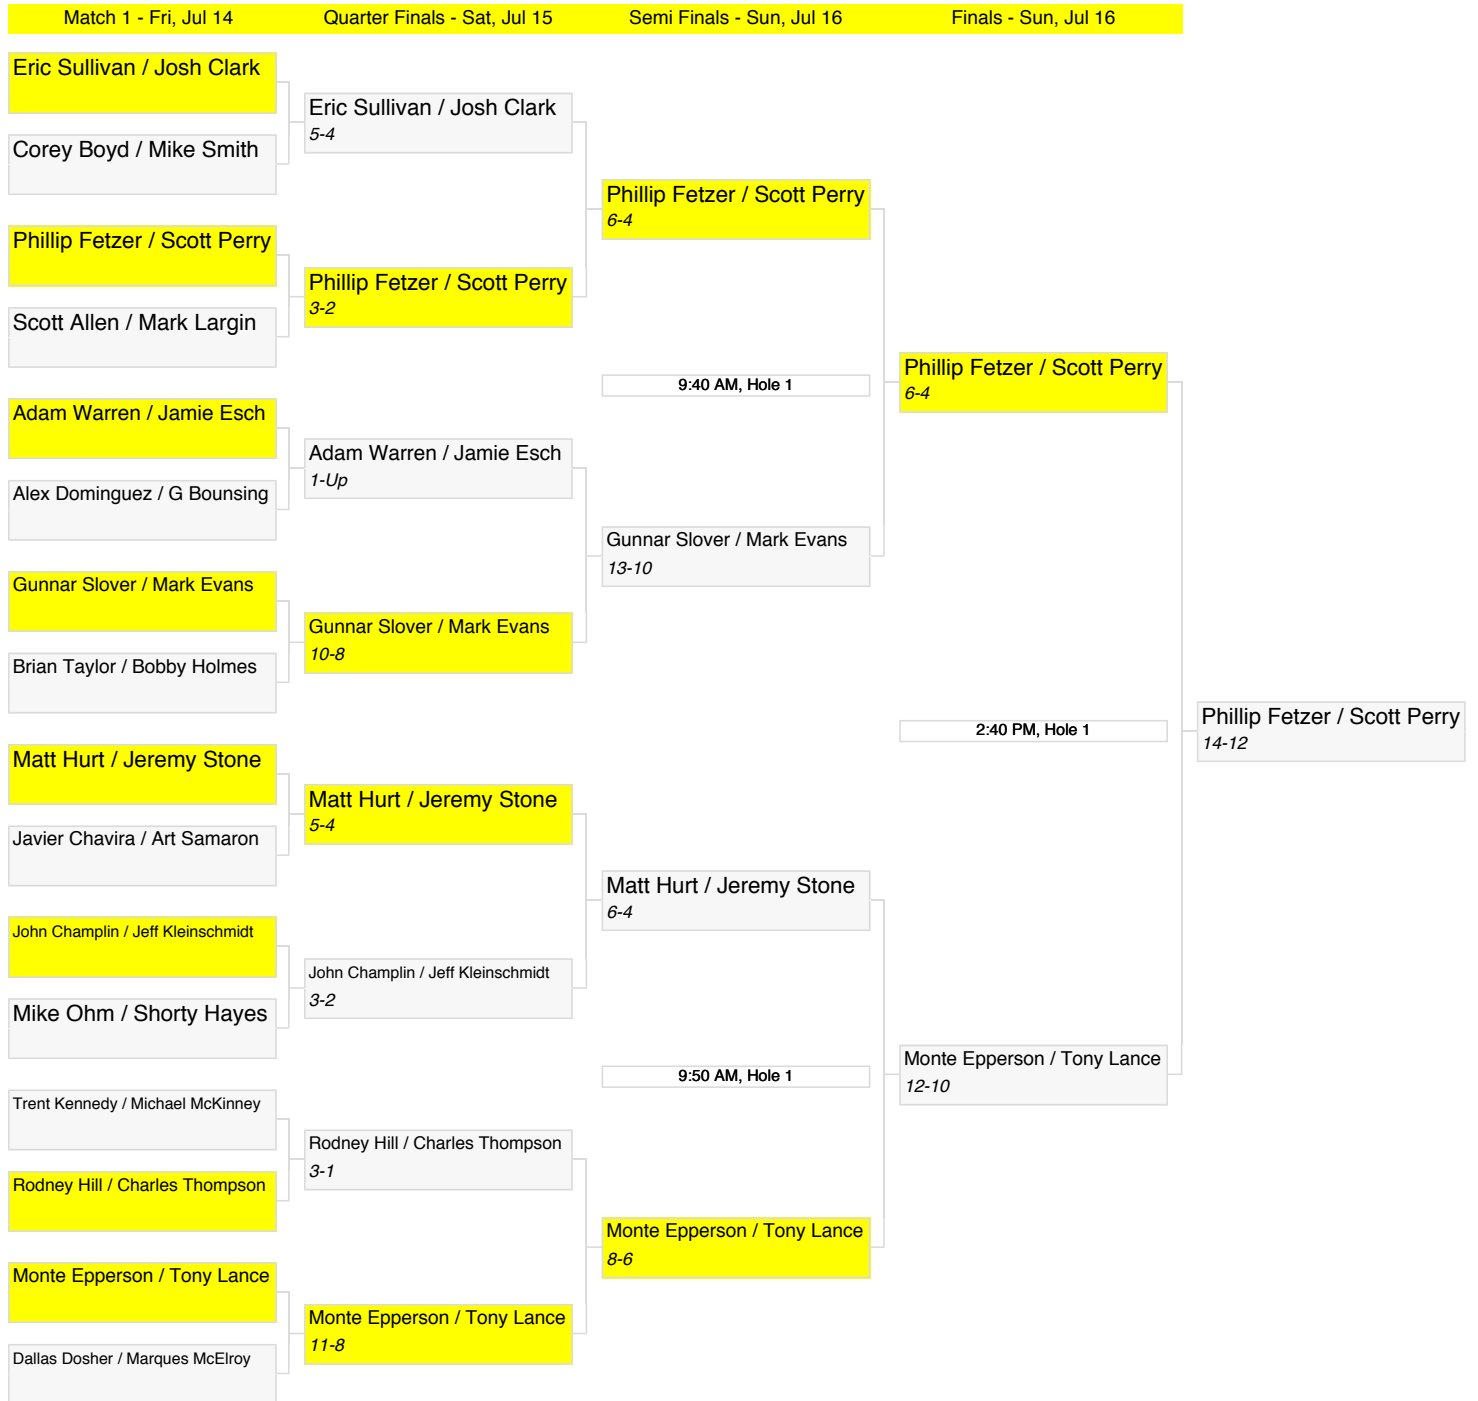 Match 1 - Fri, Jul 14
Quarter Finals - Sat, Jul 15
Semi Finals - Sun, Jul 16
Finals - Sun, Jul 16
Eric Sullivan / Josh Clark
Corey Boyd / Mike Smith
Phillip Fetzer / Scott Perry
Scott Allen / Mark Largin
Adam Warren / Jamie Esch
Alex Dominguez / G Bounsing
Gunnar Slover / Mark Evans
Brian Taylor / Bobby Holmes
Matt Hurt / Jeremy Stone
Javier Chavira / Art Samaron
John Champlin / Jeff Kleinschmidt
Mike Ohm / Shorty Hayes
Trent Kennedy / Michael McKinney
Rodney Hill / Charles Thompson
Monte Epperson / Tony Lance
Dallas Dosher / Marques McElroy
Eric Sullivan / Josh Clark
5-4
Phillip Fetzer / Scott Perry
3-2
Adam Warren / Jamie Esch
1-Up
Gunnar Slover / Mark Evans
10-8
Matt Hurt / Jeremy Stone
5-4
John Champlin / Jeff Kleinschmidt
3-2
Rodney Hill / Charles Thompson
3-1
Monte Epperson / Tony Lance
11-8
Phillip Fetzer / Scott Perry
6-4
9:40 AM, Hole 1
Gunnar Slover / Mark Evans
13-10
Matt Hurt / Jeremy Stone
6-4
9:50 AM, Hole 1
Monte Epperson / Tony Lance
8-6
Phillip Fetzer / Scott Perry
6-4
2:40 PM, Hole 1
Monte Epperson / Tony Lance
12-10
Phillip Fetzer / Scott Perry
14-12